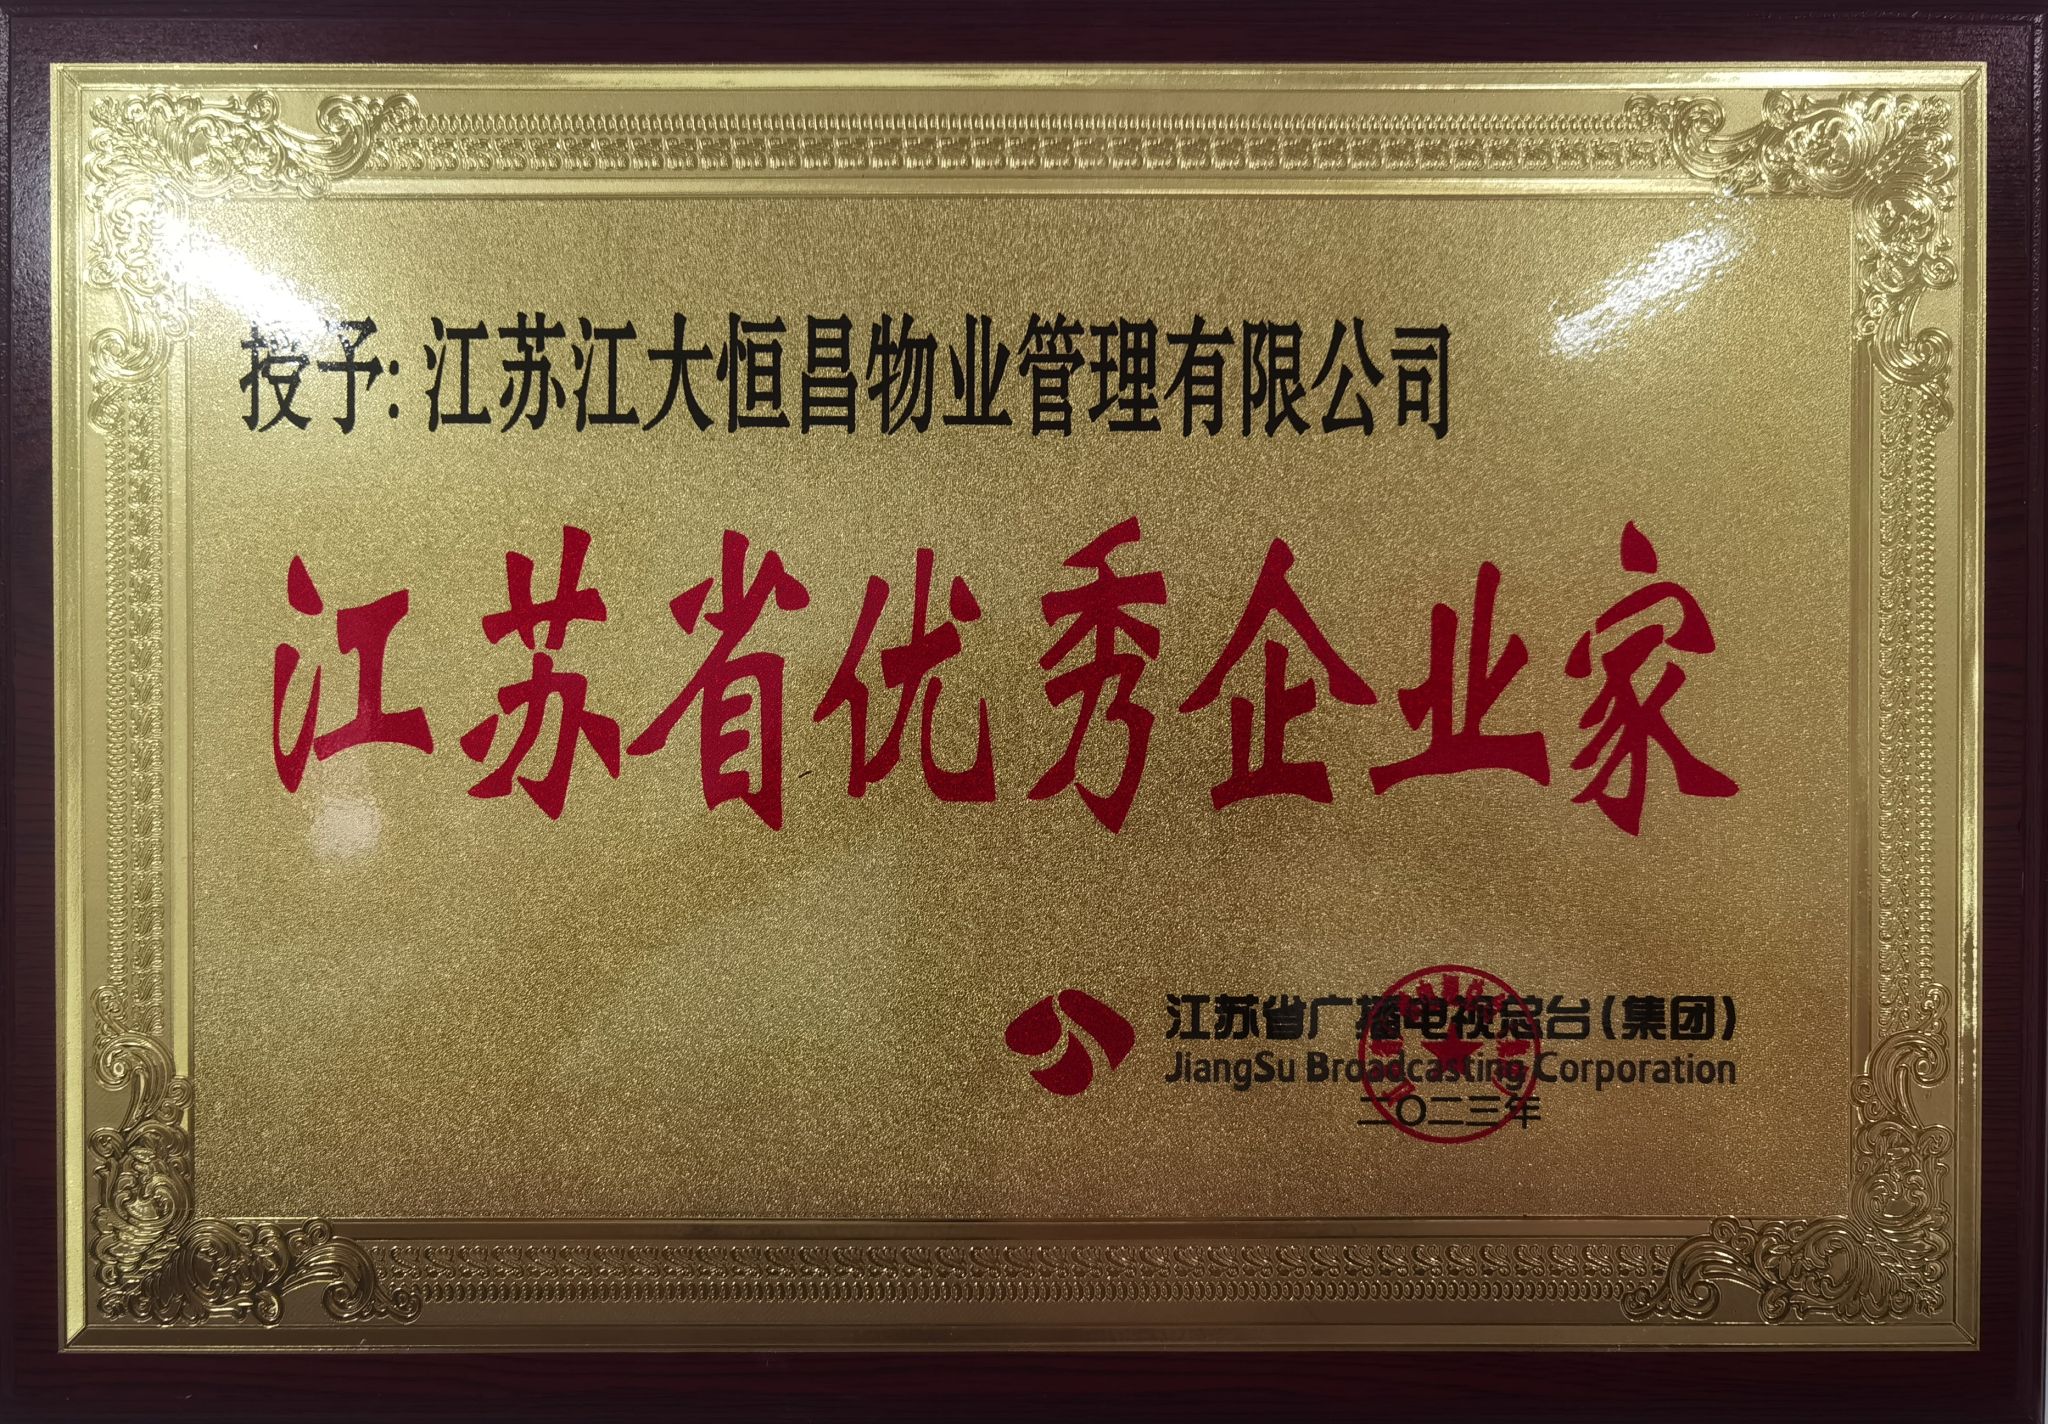 授予:江苏江大恒昌物业管理有限公司
江苏省优秀企业家
江苏省广播电视总台(集团)
JiangSu Broadcasting Corporation
二〇二三年